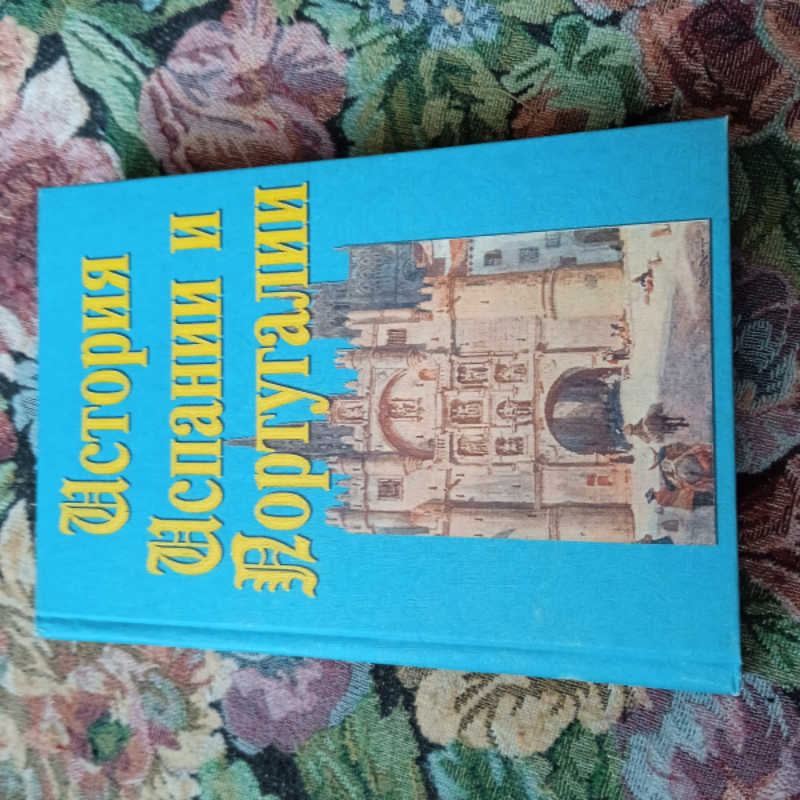 История
Испании и
Португалии